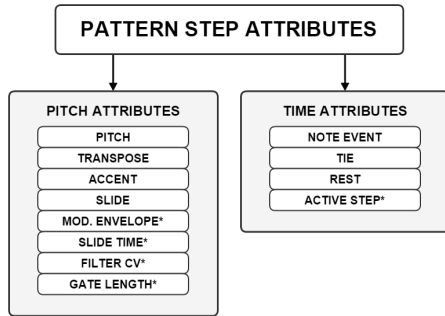 PATTERN STEP ATTRIBUTES
PITCH ATTRIBUTES
PITCH
TRANSPOSE
ACCENT
SLIDE
MOD. ENVELOPE*
SLIDE TIME*
FILTER CV*
GATE LENGTH*
TIME ATTRIBUTES
NOTE EVENT
TIE
REST
ACTIVE STEP*